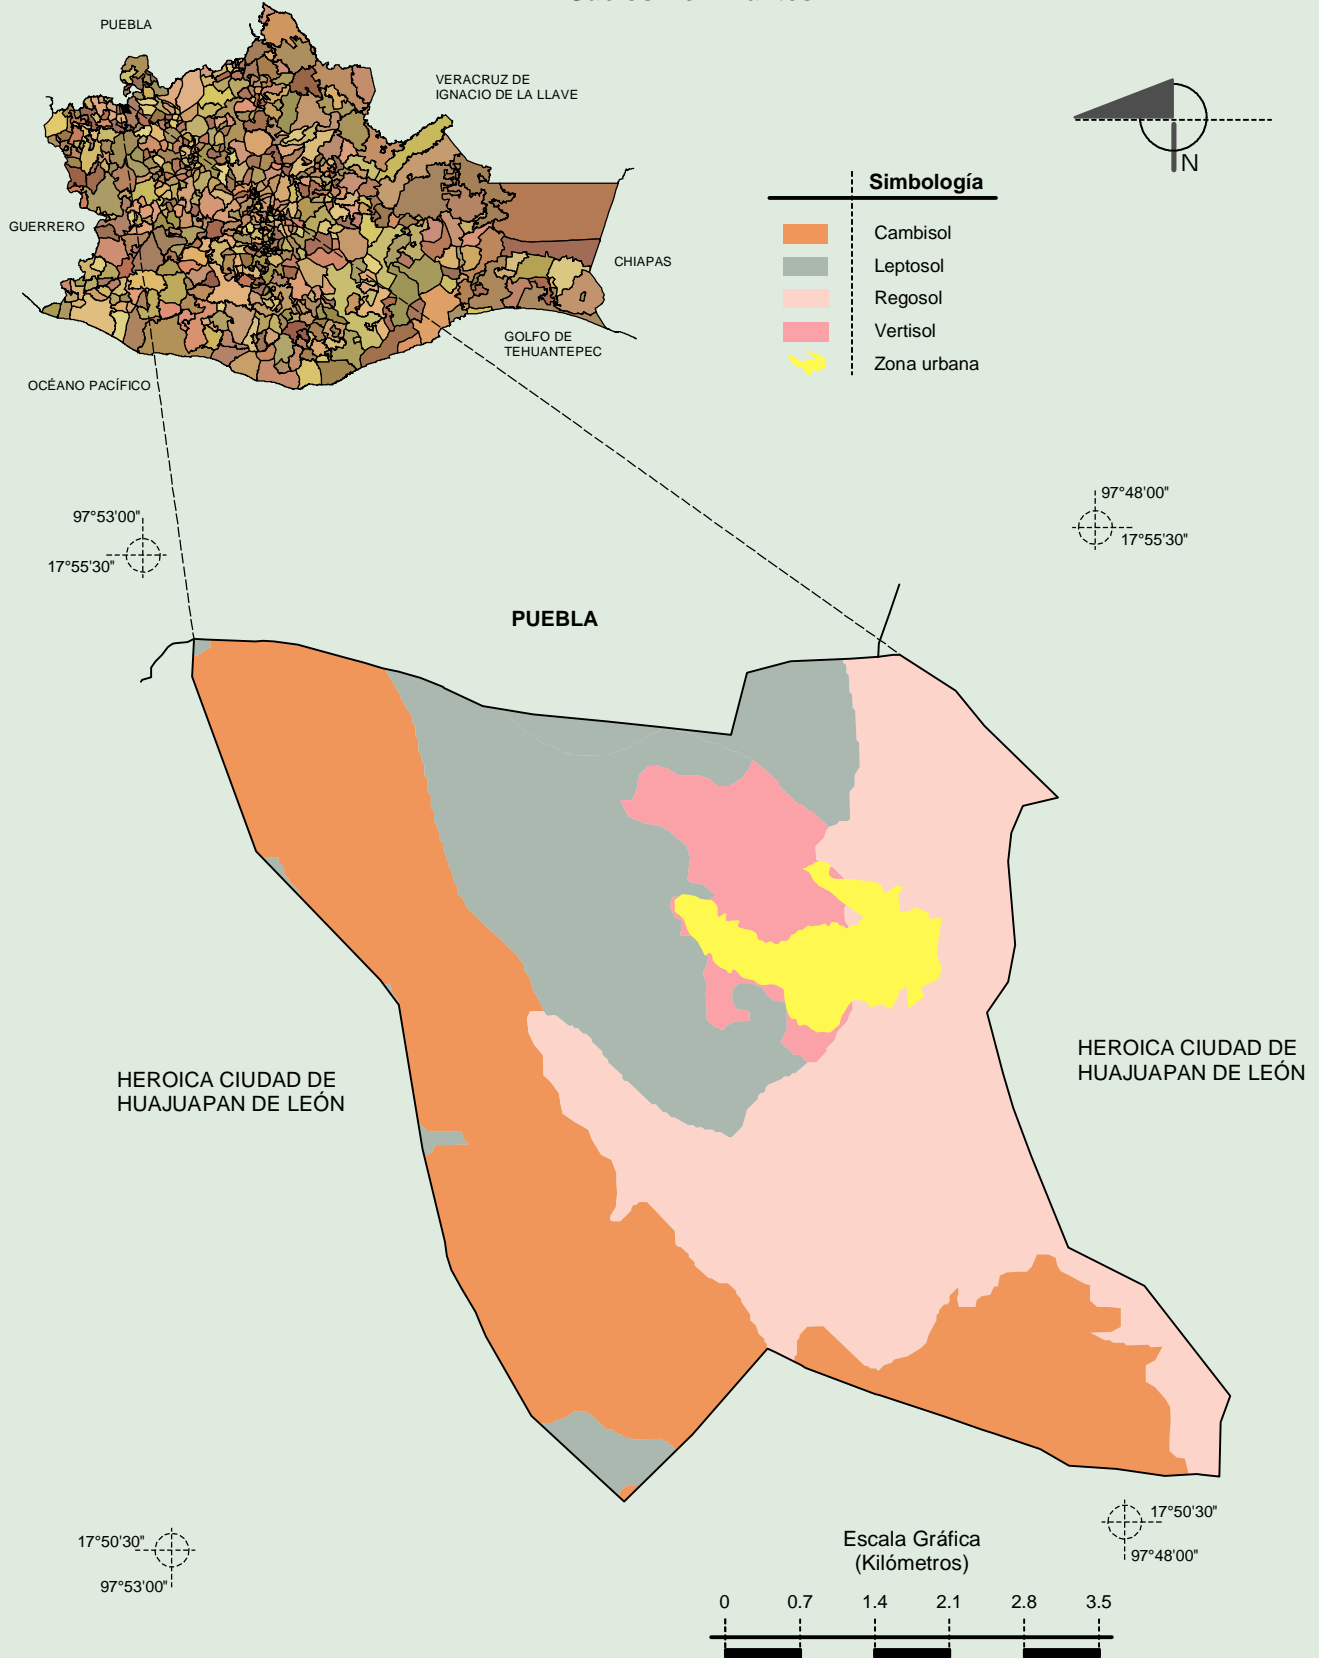 PUEBLA
VERACRUZ DE
IGNACIO DE LA LLAVE
GUERRERO
CHIAPAS
GOLFO DE
TEHUANTEPEC
OCÉANO PACÍFICO
N
Simbología
Cambisol
Leptosol
Regosol
Vertisol
Zona urbana
97°53'00"
17°55'30"
97°48'00"
17°55'30"
PUEBLA
HEROICA CIUDAD DE
HUAJUAPAN DE LEÓN
HEROICA CIUDAD DE
HUAJUAPAN DE LEÓN
17°50'30"
97°53'00"
17°50'30"
97°48'00"
Escala Gráfica
(Kilómetros)
0 0.7 1.4 2.1 2.8 3.5